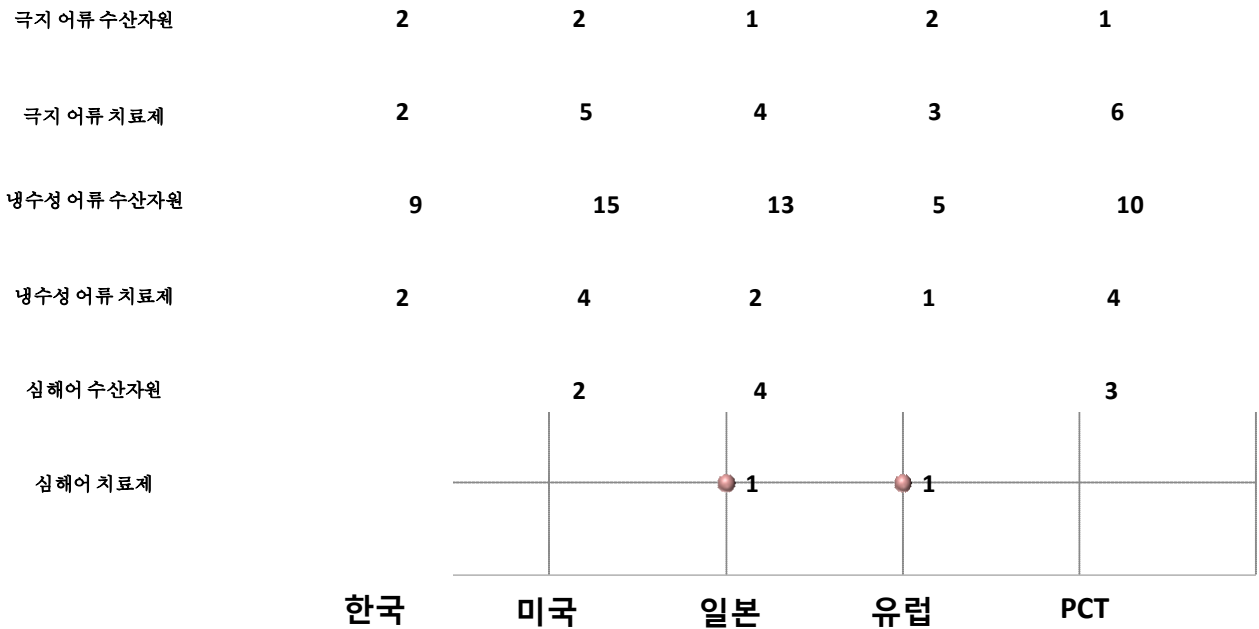 극지 어류 수산자원 2 2 1 2 1
극지 어류 치료제 2 5 4 3 6
냉수성 어류 수산자원 9 15 13 5 10
냉수성 어류 치료제 2 4 2 1 4
심해어 수산자원 2 4 3
심해어 치료제 1 1
한국 미국 일본 유럽 PCT